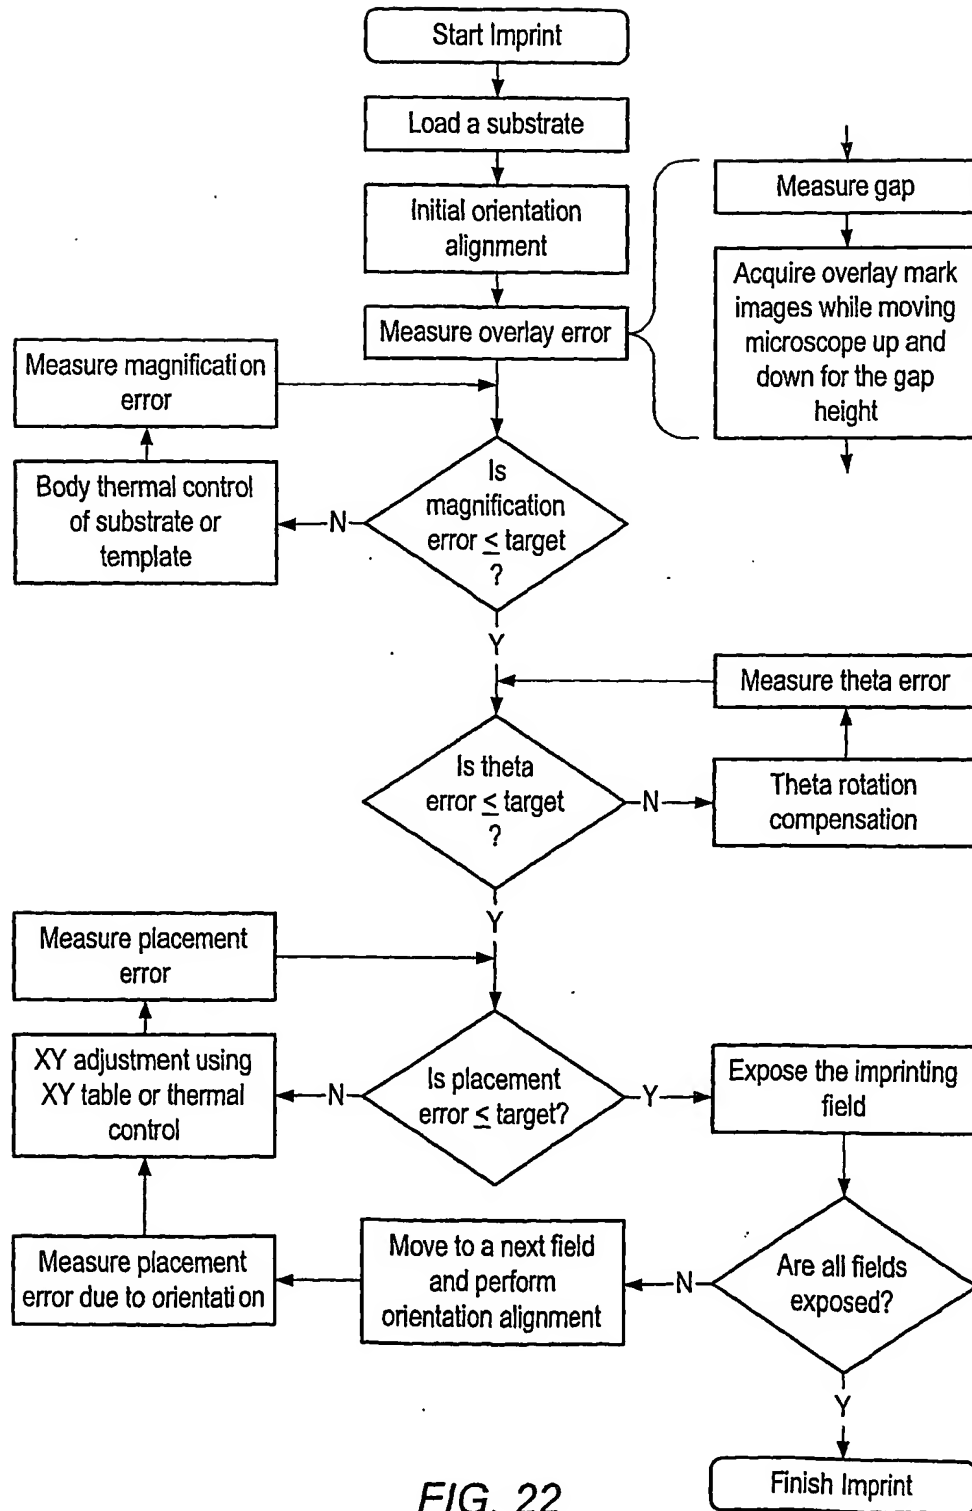 Start Imprint
Load a substrate
Initial orientation
alignment
Measure overlay error
Measure gap
Acquire overlay mark
images while moving
microscope up and
down for the gap
height
Measure magnification
error
Body thermal control
of substrate or
template
N
Is
magnification
error ≤ target
?
Y
Measure theta error
Is theta
error ≤ target
?
N
Theta rotation
compensation
Y
Measure placement
error
XY adjustment using
XY table or thermal
control
N
Is placement
error ≤ target?
Y
Expose the imprinting
field
Measure placement
error due to orientation
Move to a next field
and perform
orientation alignment
N
Are all fields
exposed?
Y
Finish Imprint
FIG. 22